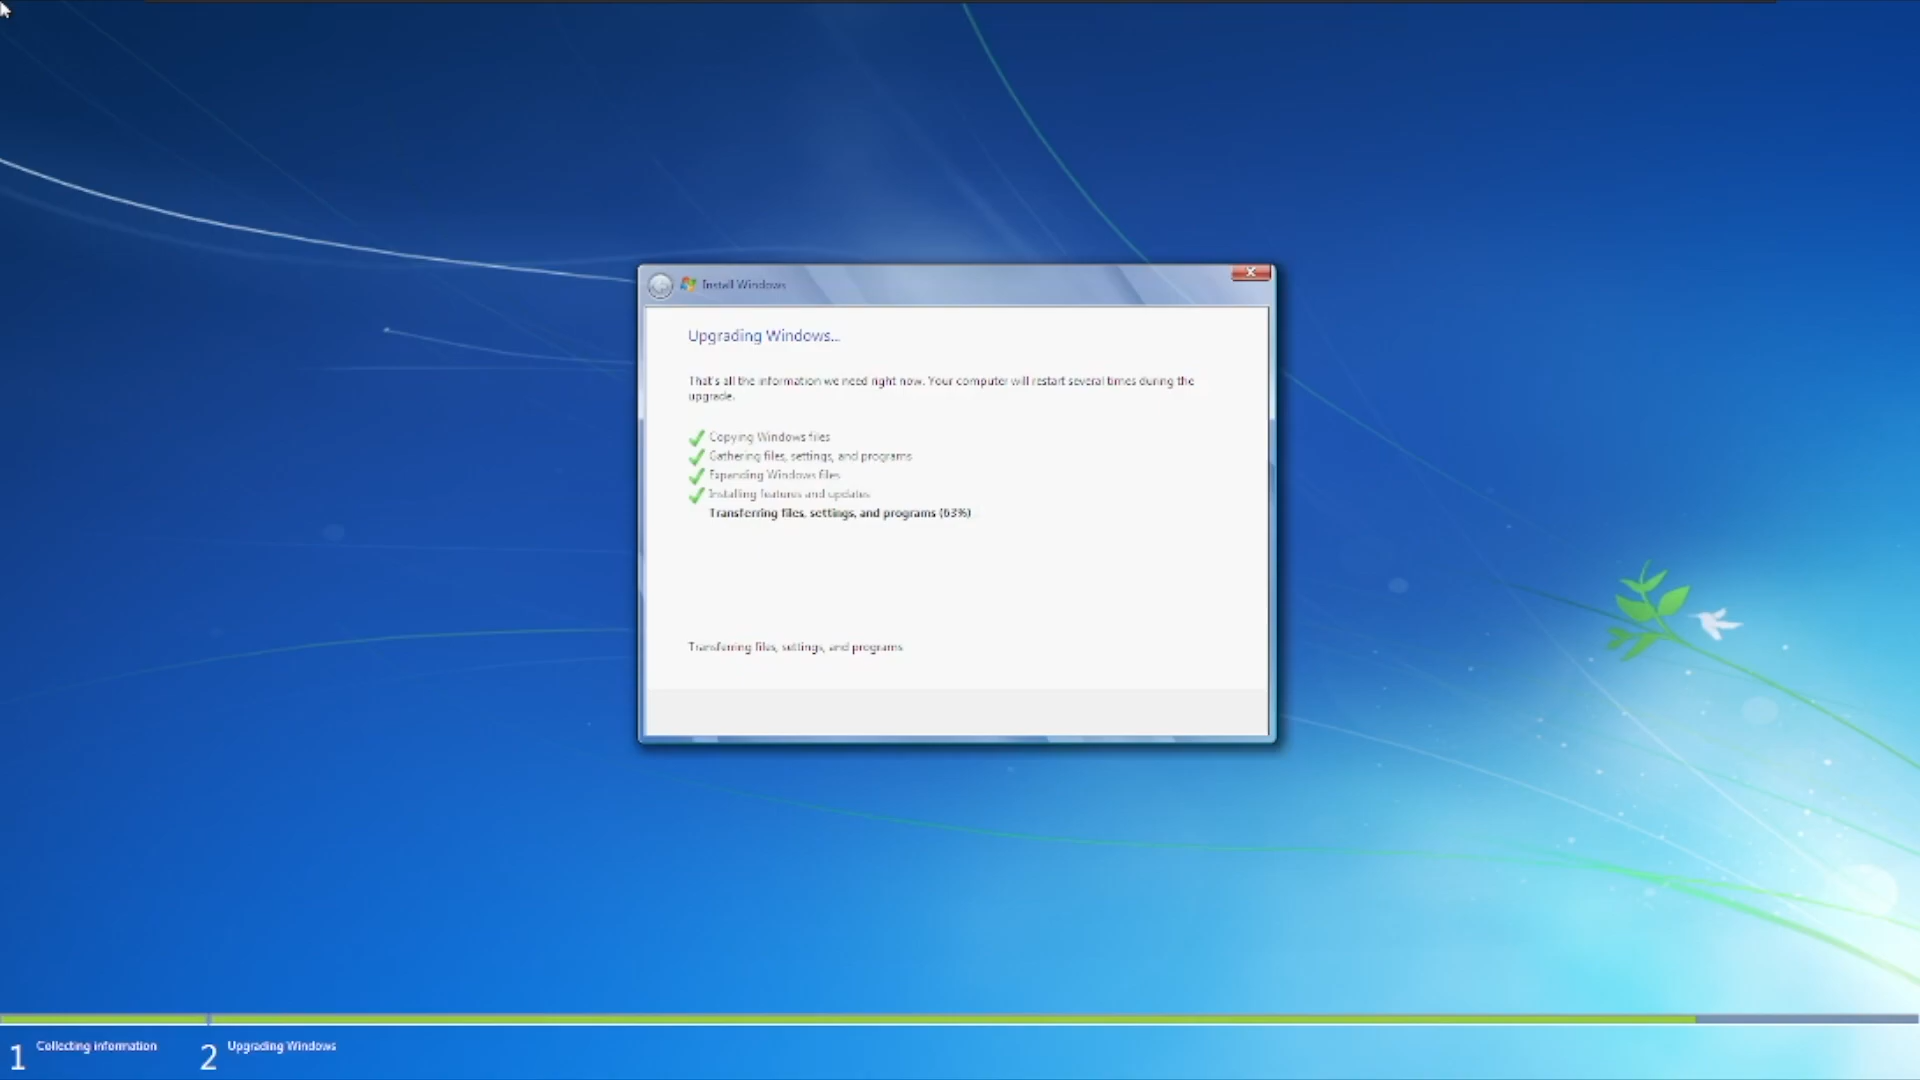 Install Windows
Upgrading Windows...
That's all the information we need right now. Your computer will restart several times during the
upgrade.
Copying Windows files
Gathering files, settings, and programs
Expanding Windows files
Installing features and updates
Transferring files, settings, and programs (63%)
Transferring files, settings, and programs
1 Collecting information
2 Upgrading Windows